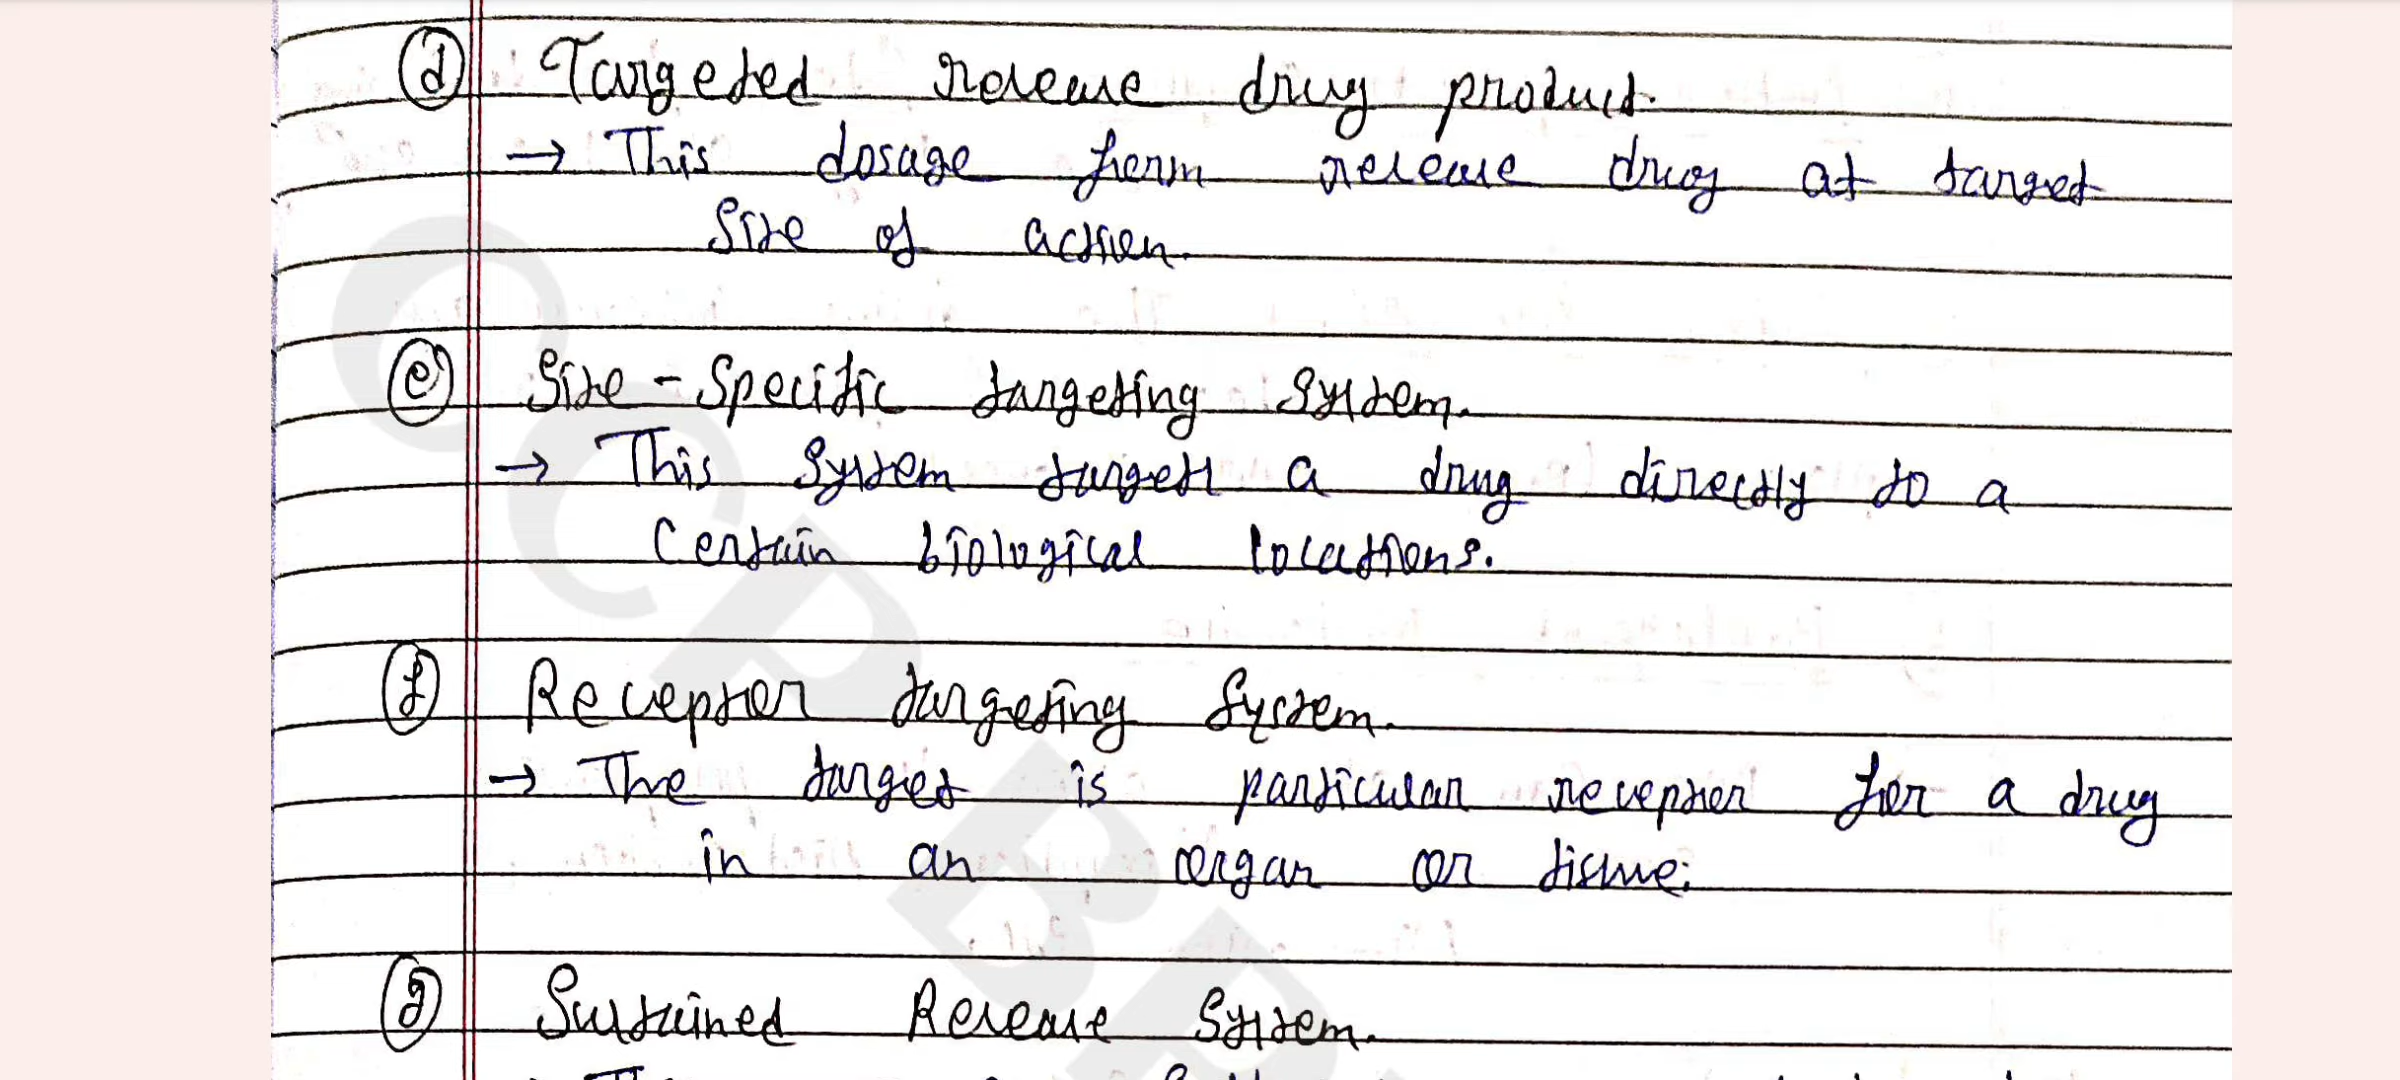 (d) Targeted release drug product.
→ This dosage form release drug at target
Site of action.
(e) Site - Specific targeting System.
→ This System targets a drug directly to a
Certain biological locations.
(f) Receptor targeting System.
→ The target is particular receptor for a drug
in an organ or tissue.
(g) Sustained Release System.